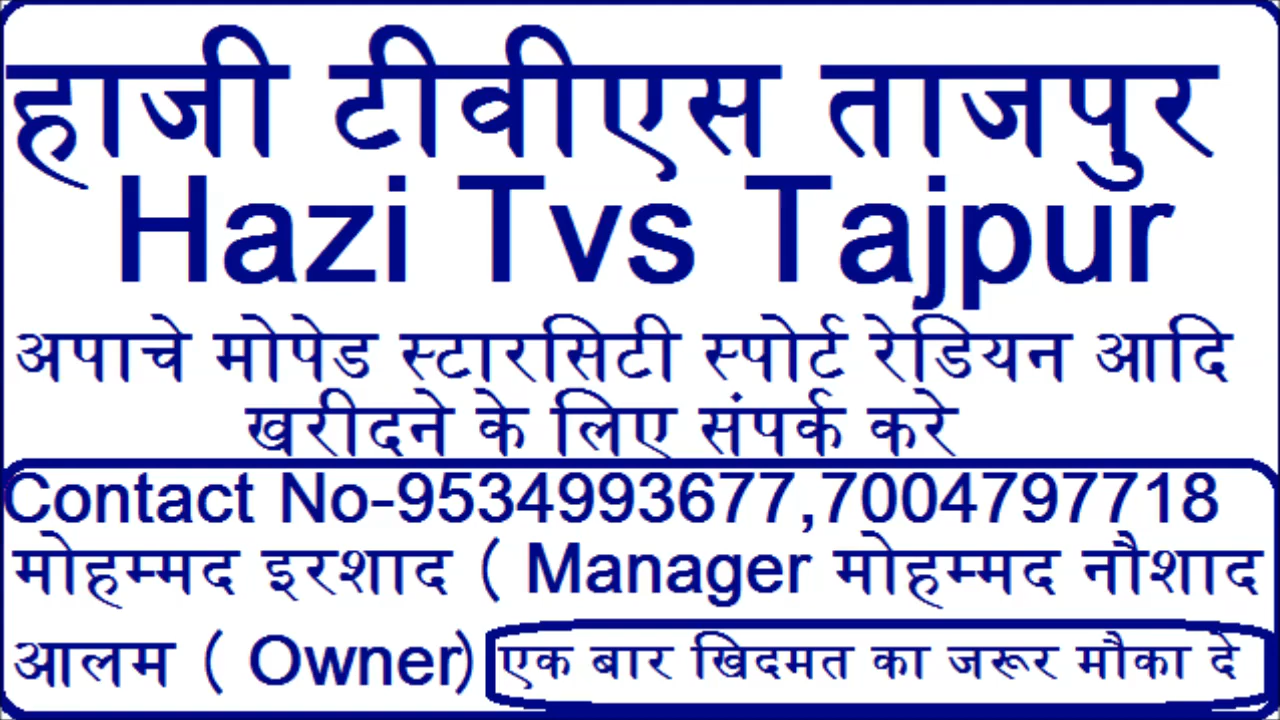 हाजी टीवीएस ताजपुर
Hazi Tvs Tajpur
अपाचे मोपेड स्टारसिटी स्पोर्ट रेडियन आदि
खरीदने के लिए संपर्क करे
Contact No-9534993677,7004797718
मोहम्मद इरशाद ( Manager मोहम्मद नौशाद
आलम ( Owner) एक बार खिदमत का जरूर मौका दे